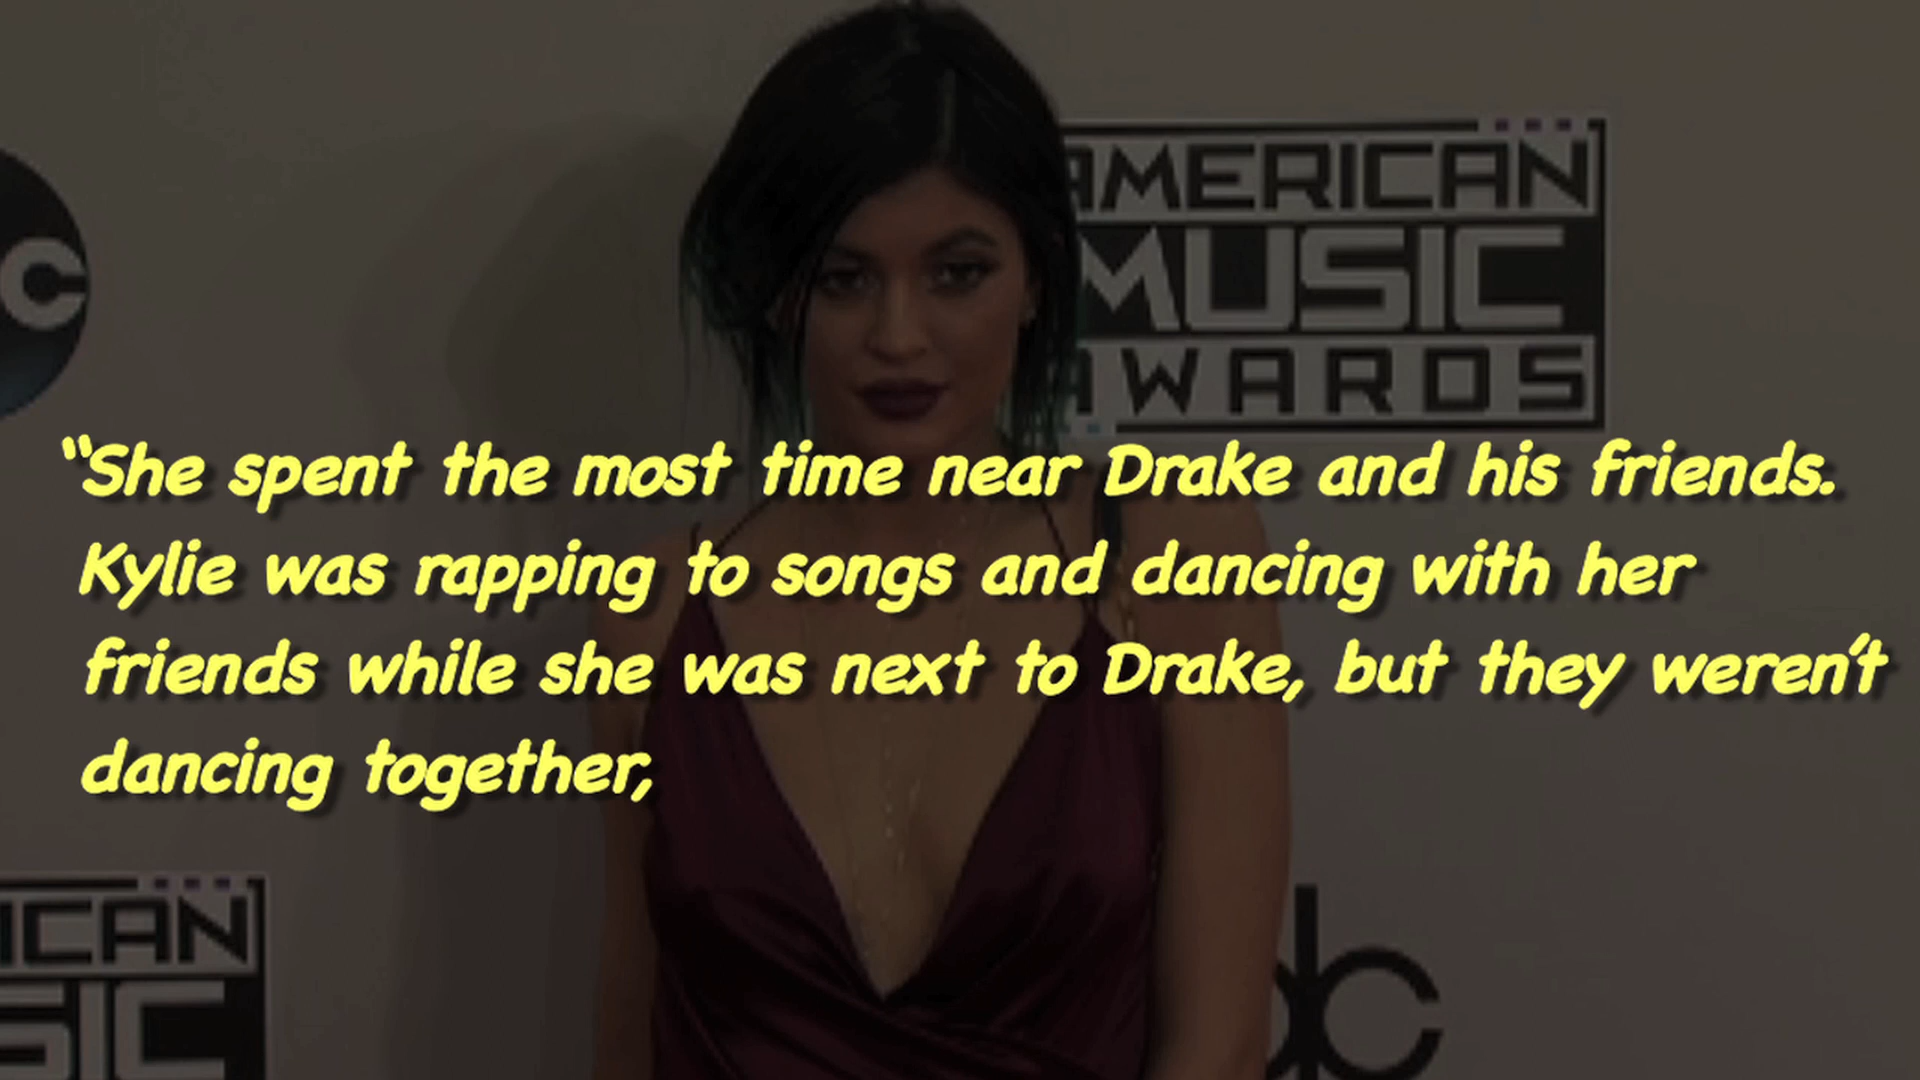 C
AMERICAN
MUSIC
AWARDS
“She spent the most time near Drake and his friends.
Kylie was rapping to songs and dancing with her
friends while she was next to Drake, but they weren’t
dancing together,
ICAN
SIC
bc